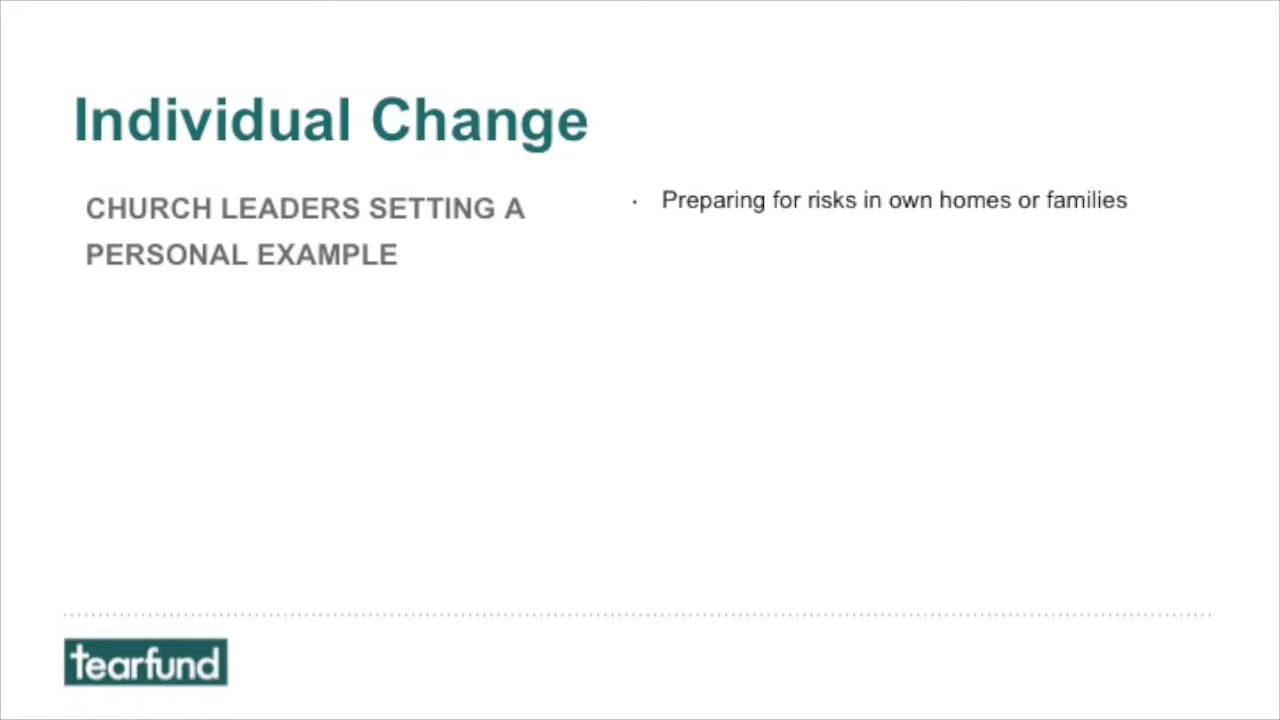 Individual Change
CHURCH LEADERS SETTING A
PERSONAL EXAMPLE
· Preparing for risks in own homes or families
tearfund